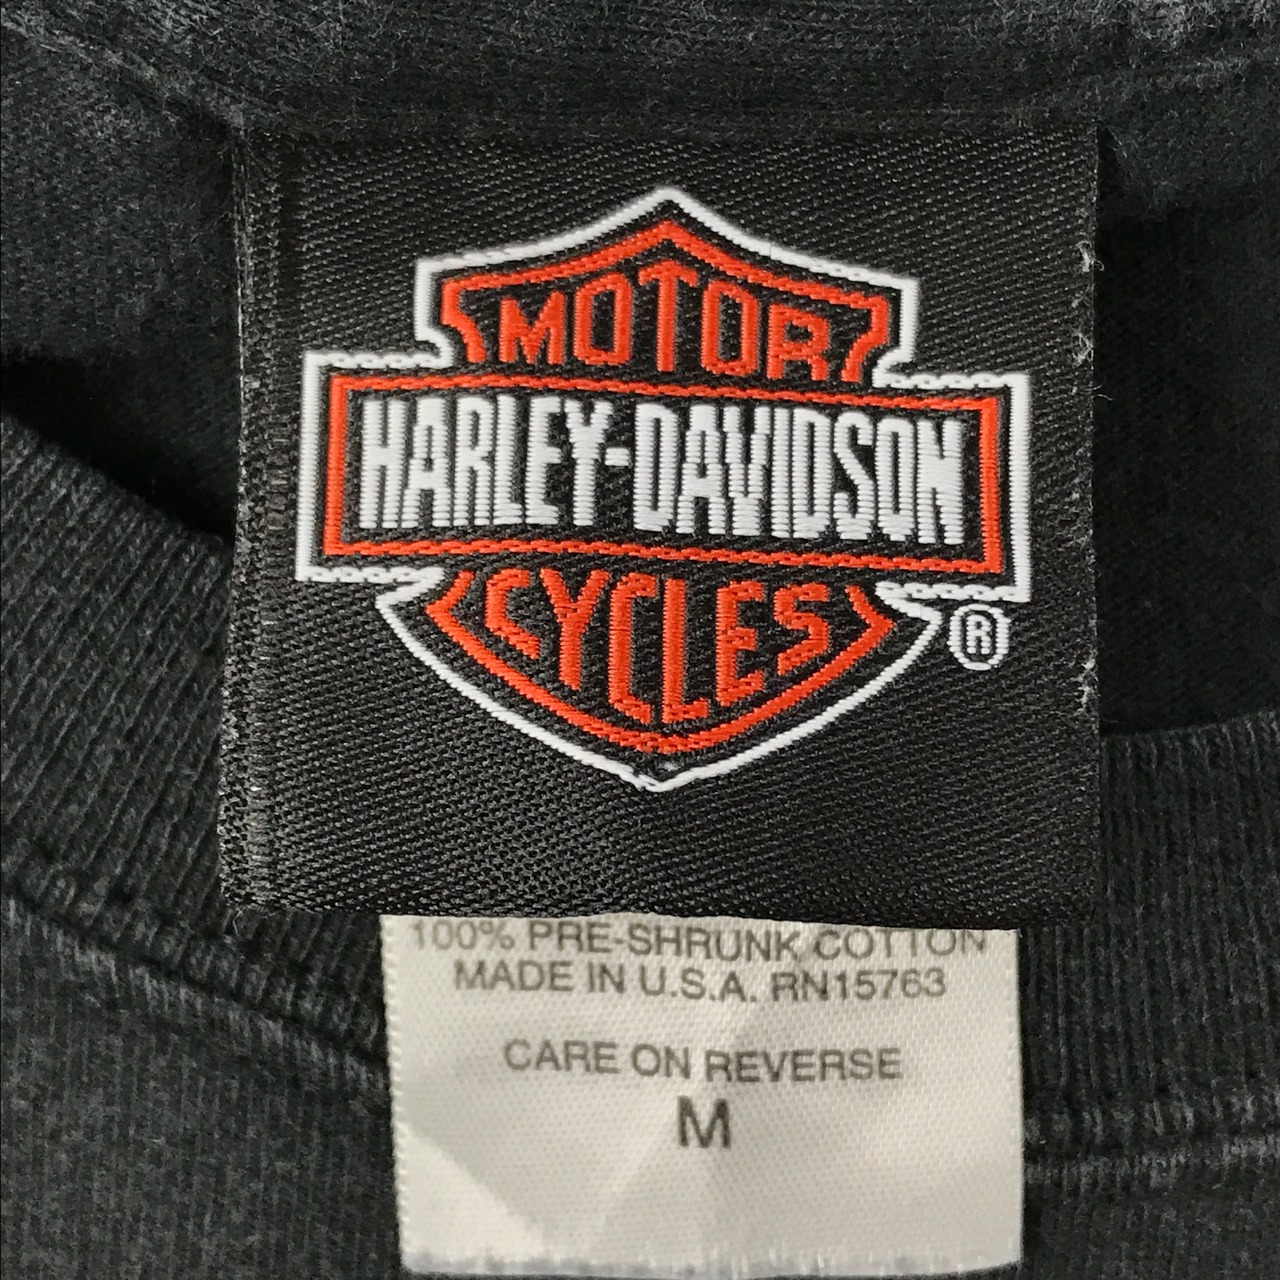 MOTOR
HARLEY-DAVIDSON
CYCLES
®
100% PRE-SHRUNK COTTON
MADE IN U.S.A. RN15763
CARE ON REVERSE
M